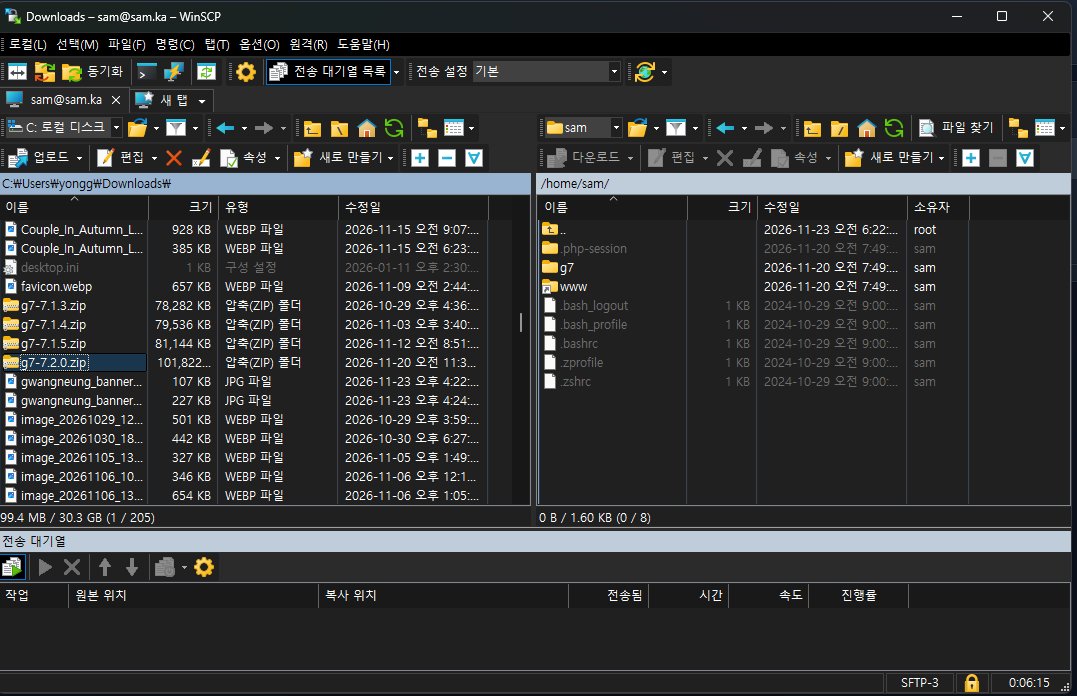 Downloads – sam@sam.ka – WinSCP
로컬(L) 선택(M) 파일(F) 명령(C) 탭(T) 옵션(O) 원격(R) 도움말(H)
동기화 전송 대기열 목록 전송 설정 기본
sam@sam.ka 새 탭
C: 로컬 디스크 sam 파일 찾기
업로드 편집 속성 새로 만들기 다운로드 편집 속성 새로 만들기
C:₩Users₩yongg₩Downloads₩
이름 크기 유형 수정일
Couple_In_Autumn_L... 928 KB WEBP 파일 2026-11-15 오전 9:07:...
Couple_In_Autumn_L... 385 KB WEBP 파일 2026-11-15 오전 6:23:...
desktop.ini 1 KB 구성 설정 2026-01-11 오후 2:30:...
favicon.webp 657 KB WEBP 파일 2026-11-09 오전 2:44:...
g7-7.1.3.zip 78,282 KB 압축(ZIP) 폴더 2026-10-29 오후 4:36:...
g7-7.1.4.zip 79,536 KB 압축(ZIP) 폴더 2026-11-03 오후 3:40:...
g7-7.1.5.zip 81,144 KB 압축(ZIP) 폴더 2026-11-12 오전 8:51:...
g7-7.2.0.zip 101,822... 압축(ZIP) 폴더 2026-11-20 오전 11:3...
gwangneung_banner... 107 KB JPG 파일 2026-11-23 오후 4:22:...
gwangneung_banner... 227 KB JPG 파일 2026-11-23 오후 4:24:...
image_20261029_12... 501 KB WEBP 파일 2026-10-29 오후 3:59:...
image_20261030_18... 442 KB WEBP 파일 2026-10-30 오후 6:27:...
image_20261105_13... 327 KB WEBP 파일 2026-11-05 오후 1:49:...
image_20261106_10... 346 KB WEBP 파일 2026-11-06 오후 12:1...
image_20261106_13... 654 KB WEBP 파일 2026-11-06 오후 1:05:...
99.4 MB / 30.3 GB (1 / 205)
/home/sam/
이름 크기 수정일 소유자
.. 2026-11-23 오전 6:22:... root
.php-session 2026-11-20 오전 7:49:... sam
g7 2026-11-20 오전 7:49:... sam
www 2026-11-20 오전 7:49:... sam
.bash_logout 1 KB 2024-10-29 오전 9:00:... sam
.bash_profile 1 KB 2024-10-29 오전 9:00:... sam
.bashrc 1 KB 2024-10-29 오전 9:00:... sam
.zprofile 1 KB 2024-10-29 오전 9:00:... sam
.zshrc 1 KB 2024-10-29 오전 9:00:... sam
0 B / 1.60 KB (0 / 8)
전송 대기열
작업 원본 위치 복사 위치 전송됨 시간 속도 진행률
SFTP-3 0:06:15